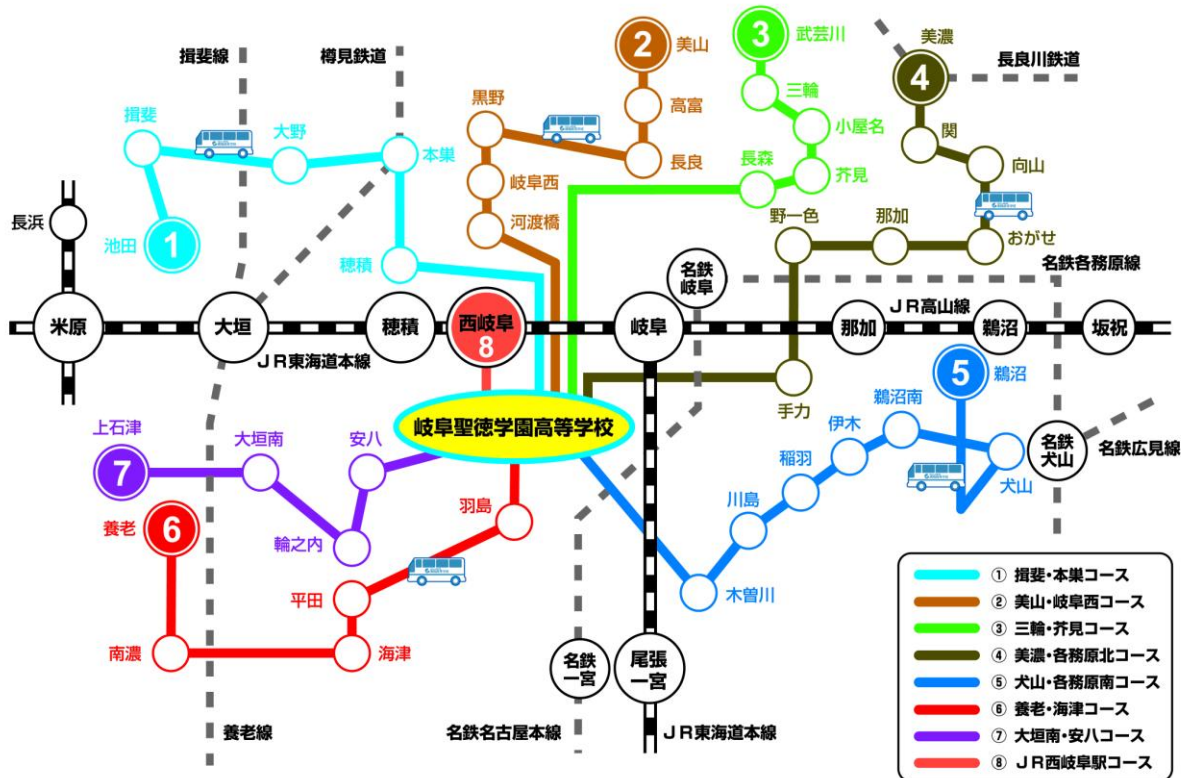 揖斐線
樽見鉄道
2
美山
3
武芸川
美濃
4
長良川鉄道
揖斐
大野
本巣
黒野
高富
長良
三輪
小屋名
関
向山
長浜
池田
1
岐阜西
河渡橋
長森
芥見
野一色
那加
おがせ
穂積
名鉄
岐阜
名鉄各務原線
JR高山線
米原
大垣
穂積
西岐阜
8
岐阜
那加
鵜沼
坂祝
JR東海道本線
手力
5
鵜沼
岐阜聖徳学園高等学校
上石津
7
大垣南
安八
鵜沼南
伊木
稲羽
川島
犬山
名鉄
犬山
名鉄広見線
養老
6
輪之内
羽島
木曽川
平田
南濃
海津
名鉄
一宮
尾張
一宮
養老線
名鉄名古屋本線
JR東海道本線
① 揖斐・本巣コース
② 美山・岐阜西コース
③ 三輪・芥見コース
④ 美濃・各務原北コース
⑤ 犬山・各務原南コース
⑥ 養老・海津コース
⑦ 大垣南・安八コース
⑧ JR西岐阜駅コース